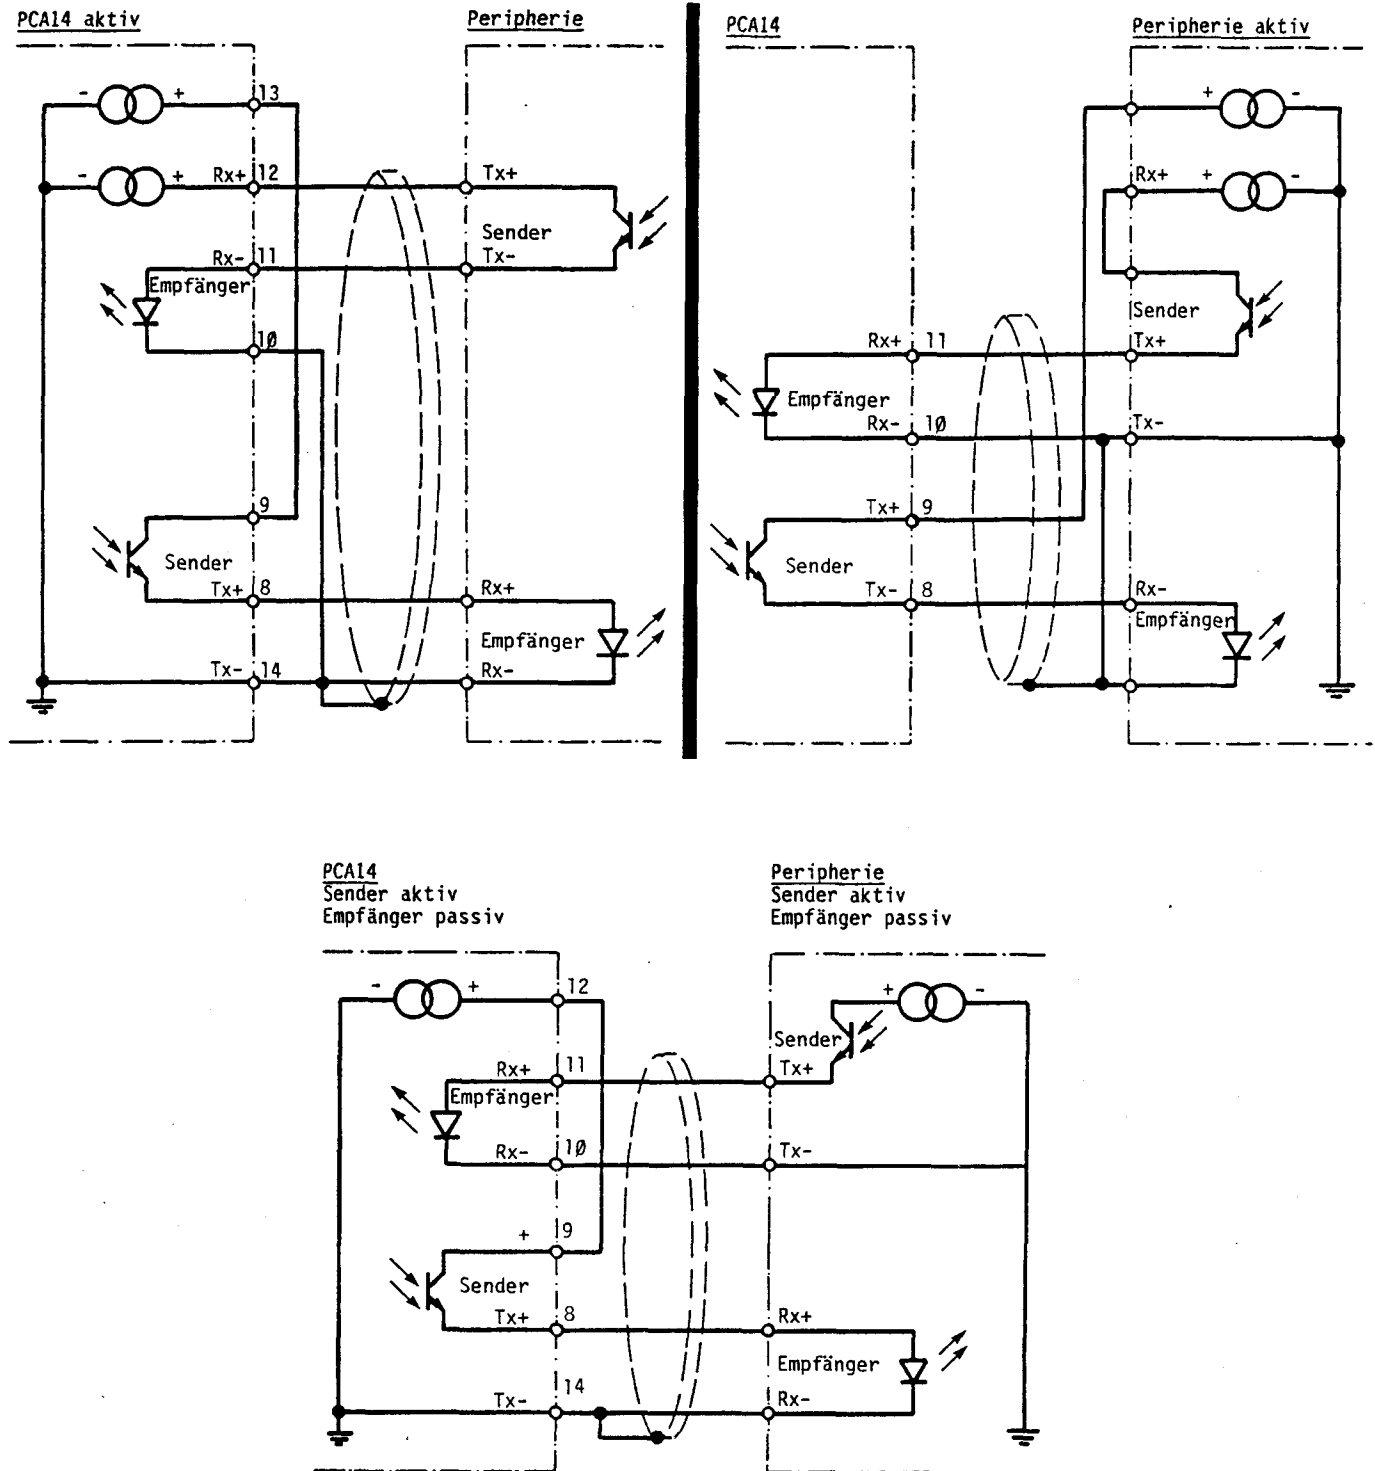 PCA14 aktiv
Peripherie
- + 13
- + Rx+ 12
Tx+
Sender
Rx- 11
Tx-
Empfänger
10
9
Sender
Tx+ 8
Rx+
Empfänger
Tx- 14
Rx-
PCA14
Peripherie aktiv
+ -
Rx+ + -
Sender
Rx+ 11
Tx+
Empfänger
Rx- 10
Tx-
Tx+ 9
Sender
Tx- 8
Rx-
Empfänger
PCA14
Sender aktiv
Empfänger passiv
Peripherie
Sender aktiv
Empfänger passiv
- + 12
+ -
Sender
Rx+ 11
Tx+
Empfänger
Rx- 10
Tx-
+ 9
Sender
Tx+ 8
Rx+
Empfänger
Tx- 14
Rx-